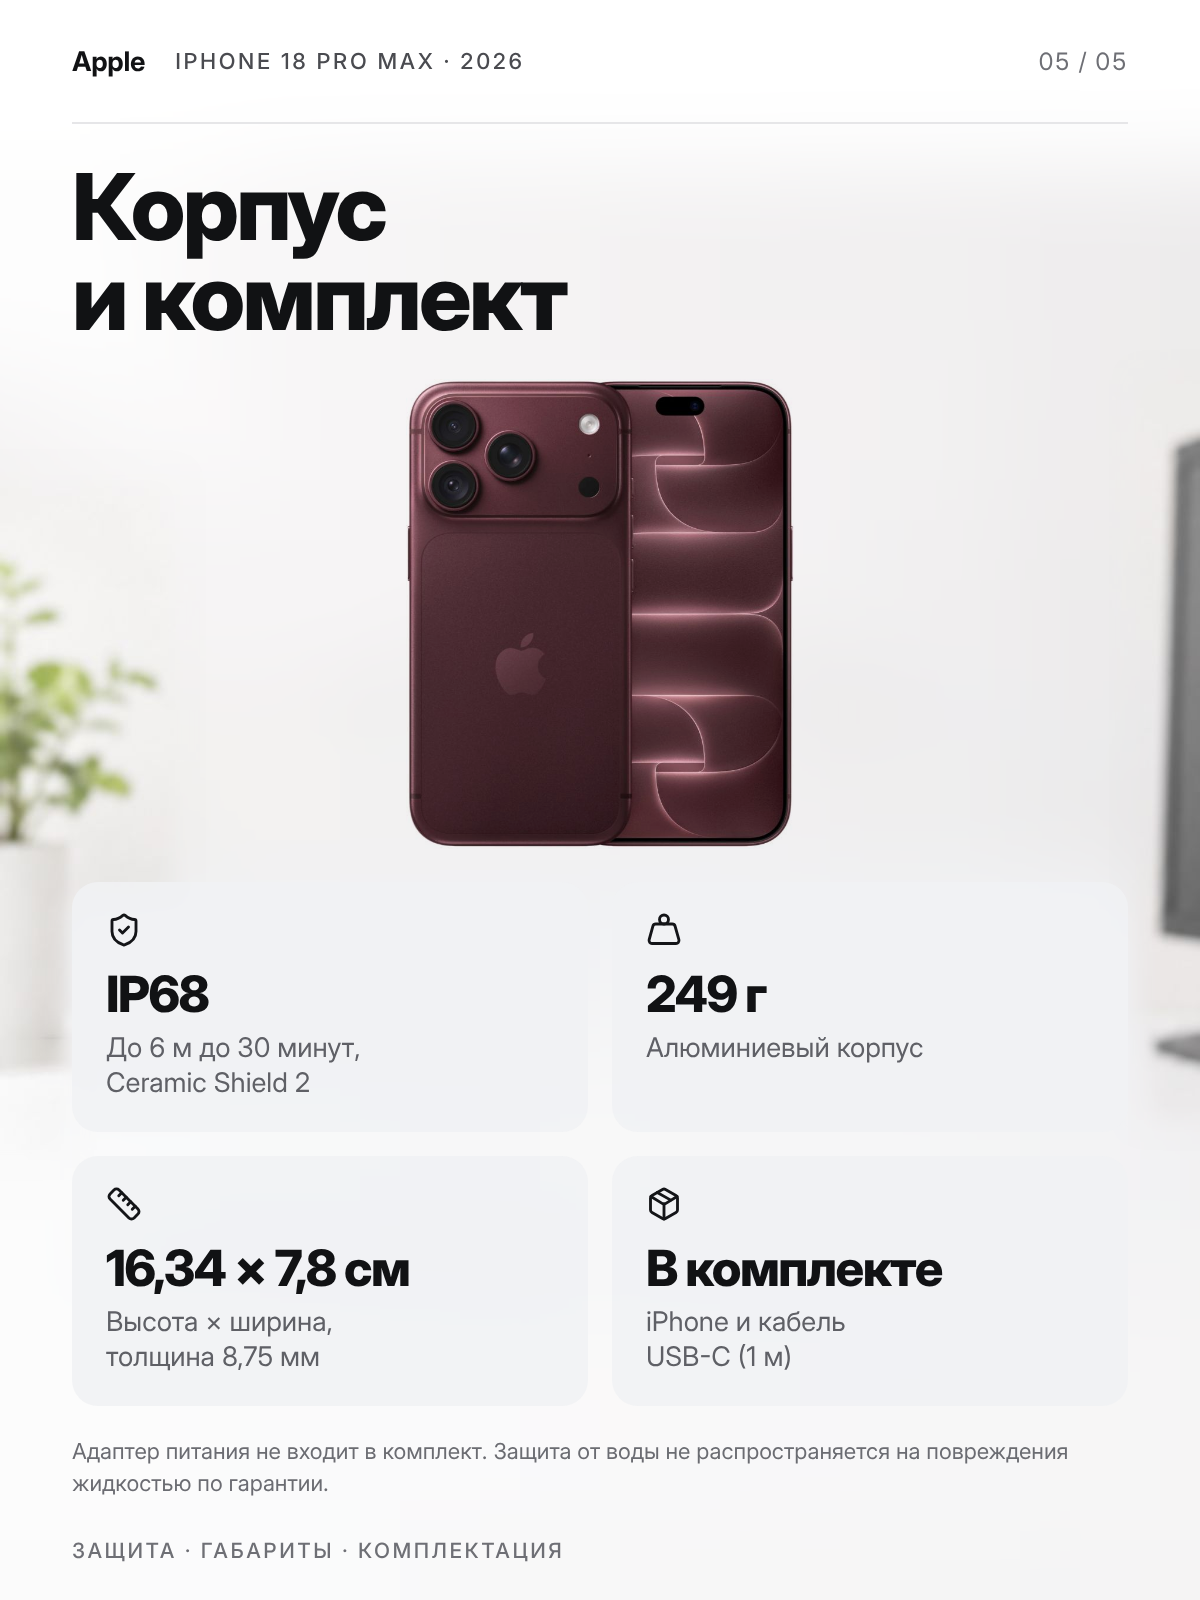 Apple IPHONE 18 PRO MAX · 2026 05 / 05
Корпус
и комплект
IP68
До 6 м до 30 минут,
Ceramic Shield 2
249 г
Алюминиевый корпус
16,34 × 7,8 см
Высота × ширина,
толщина 8,75 мм
В комплекте
iPhone и кабель
USB-C (1 м)
Адаптер питания не входит в комплект. Защита от воды не распространяется на повреждения
жидкостью по гарантии.
ЗАЩИТА · ГАБАРИТЫ · КОМПЛЕКТАЦИЯ